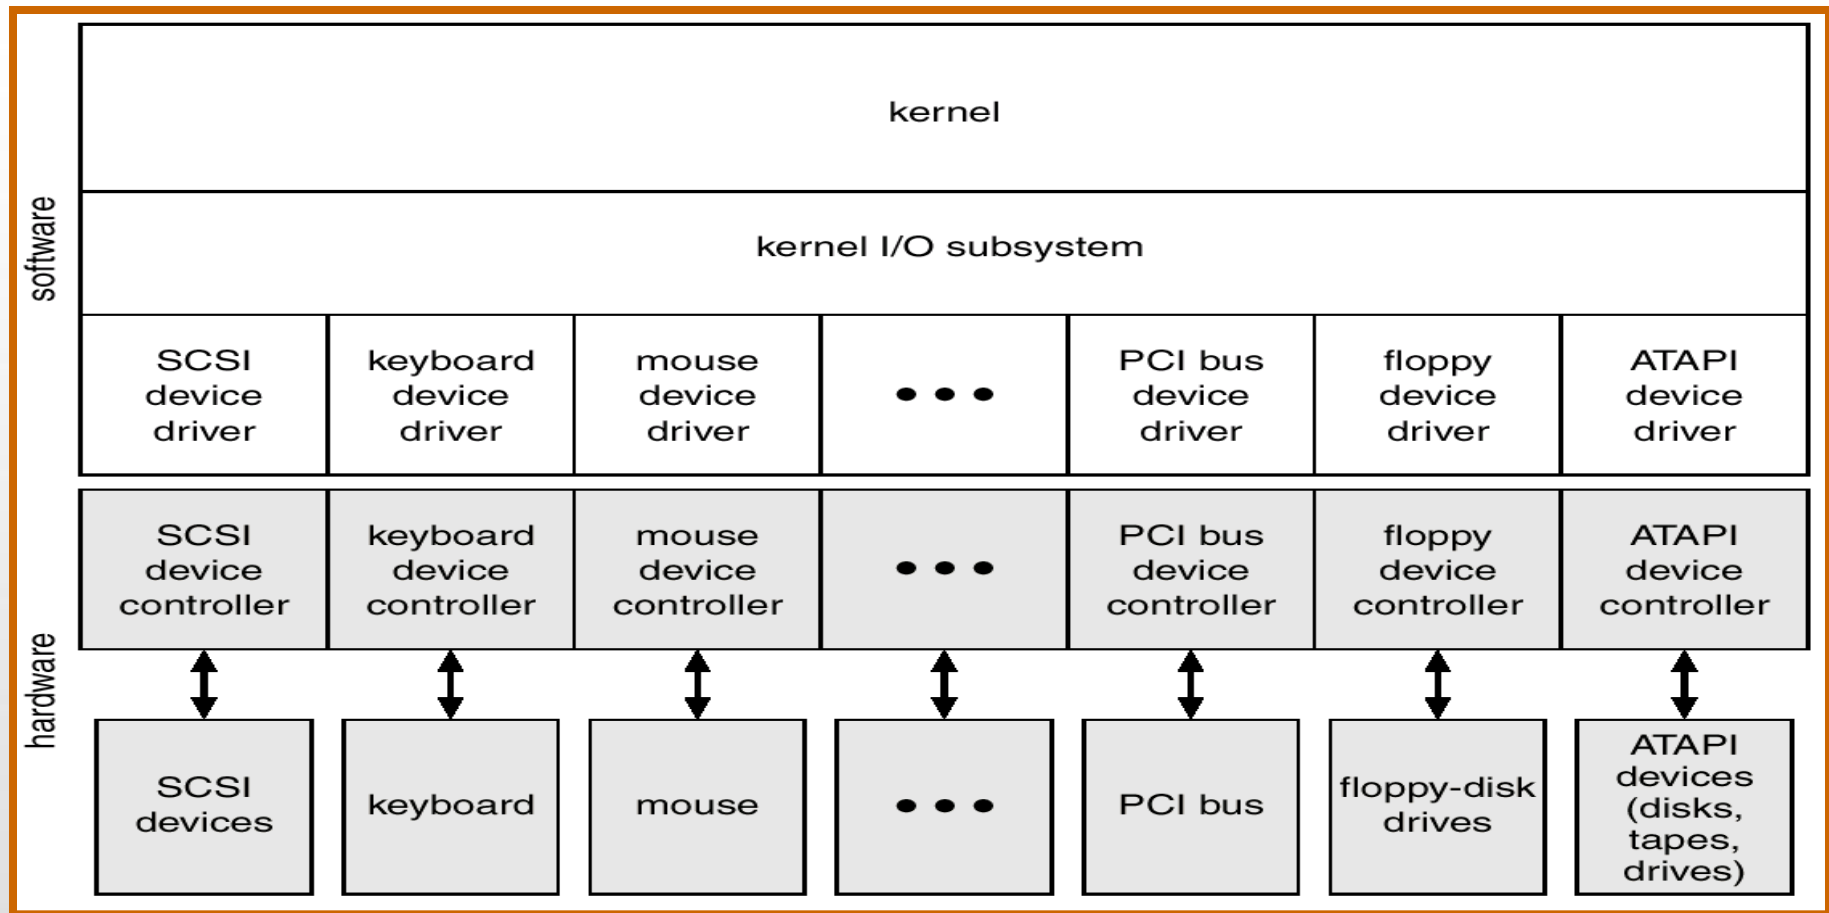 software
kernel
kernel I/O subsystem
SCSI
device
driver
keyboard
device
driver
mouse
device
driver
• • •
PCI bus
device
driver
floppy
device
driver
ATAPI
device
driver
hardware
SCSI
device
controller
keyboard
device
controller
mouse
device
controller
• • •
PCI bus
device
controller
floppy
device
controller
ATAPI
device
controller
SCSI
devices
keyboard
mouse
• • •
PCI bus
floppy-disk
drives
ATAPI
devices
(disks,
tapes,
drives)